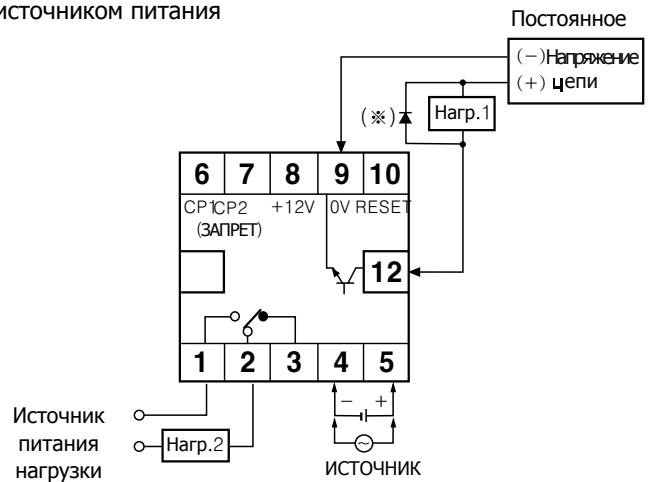 источником питания
Постоянное
(−) Напряжение
(+) цепи
(※)
Нагр.1
6 7 8 9 10
CP1 CP2 +12V 0V RESET
(ЗАПРЕТ)
12
1 2 3 4 5
− +
Источник
питания
нагрузки
Нагр.2
~
ИСТОЧНИК